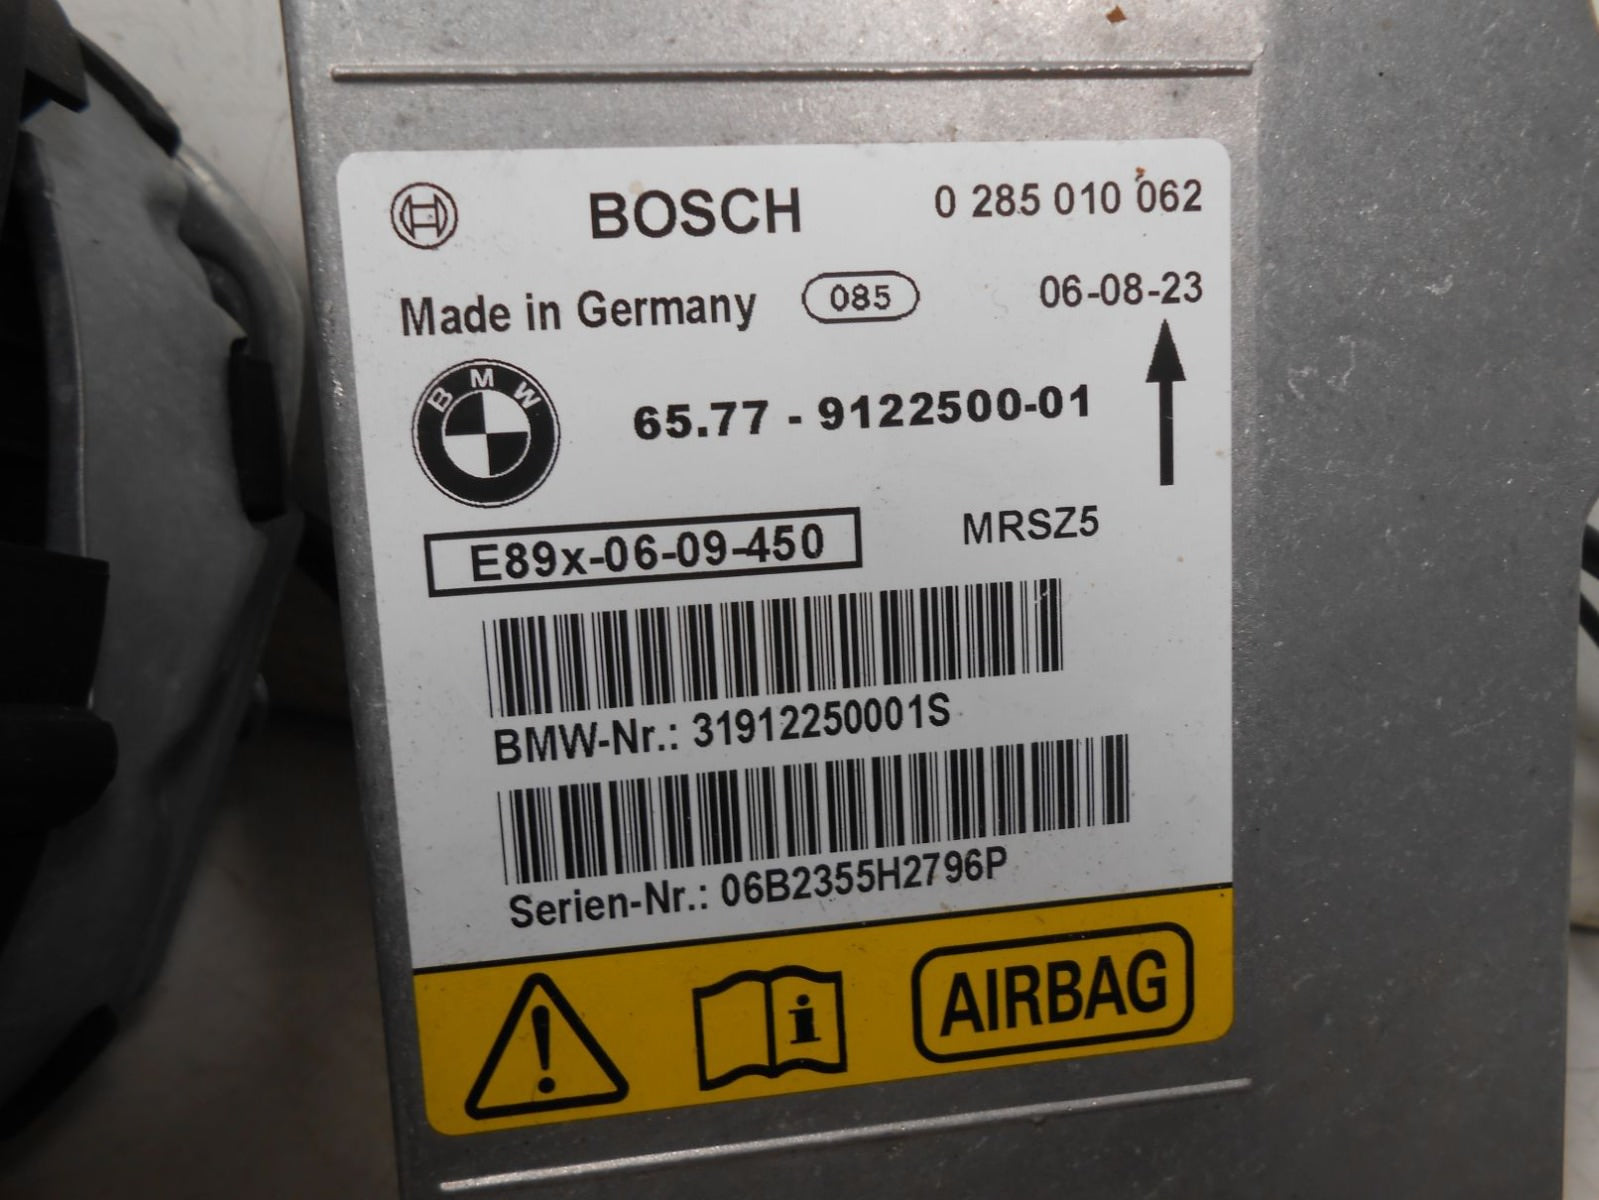 BOSCH 0 285 010 062
Made in Germany 085 06-08-23
BMW 65.77 - 9122500-01
E89x-06-09-450 MRSZ5
BMW-Nr.: 31912250001S
Serien-Nr.: 06B2355H2796P
! i AIRBAG